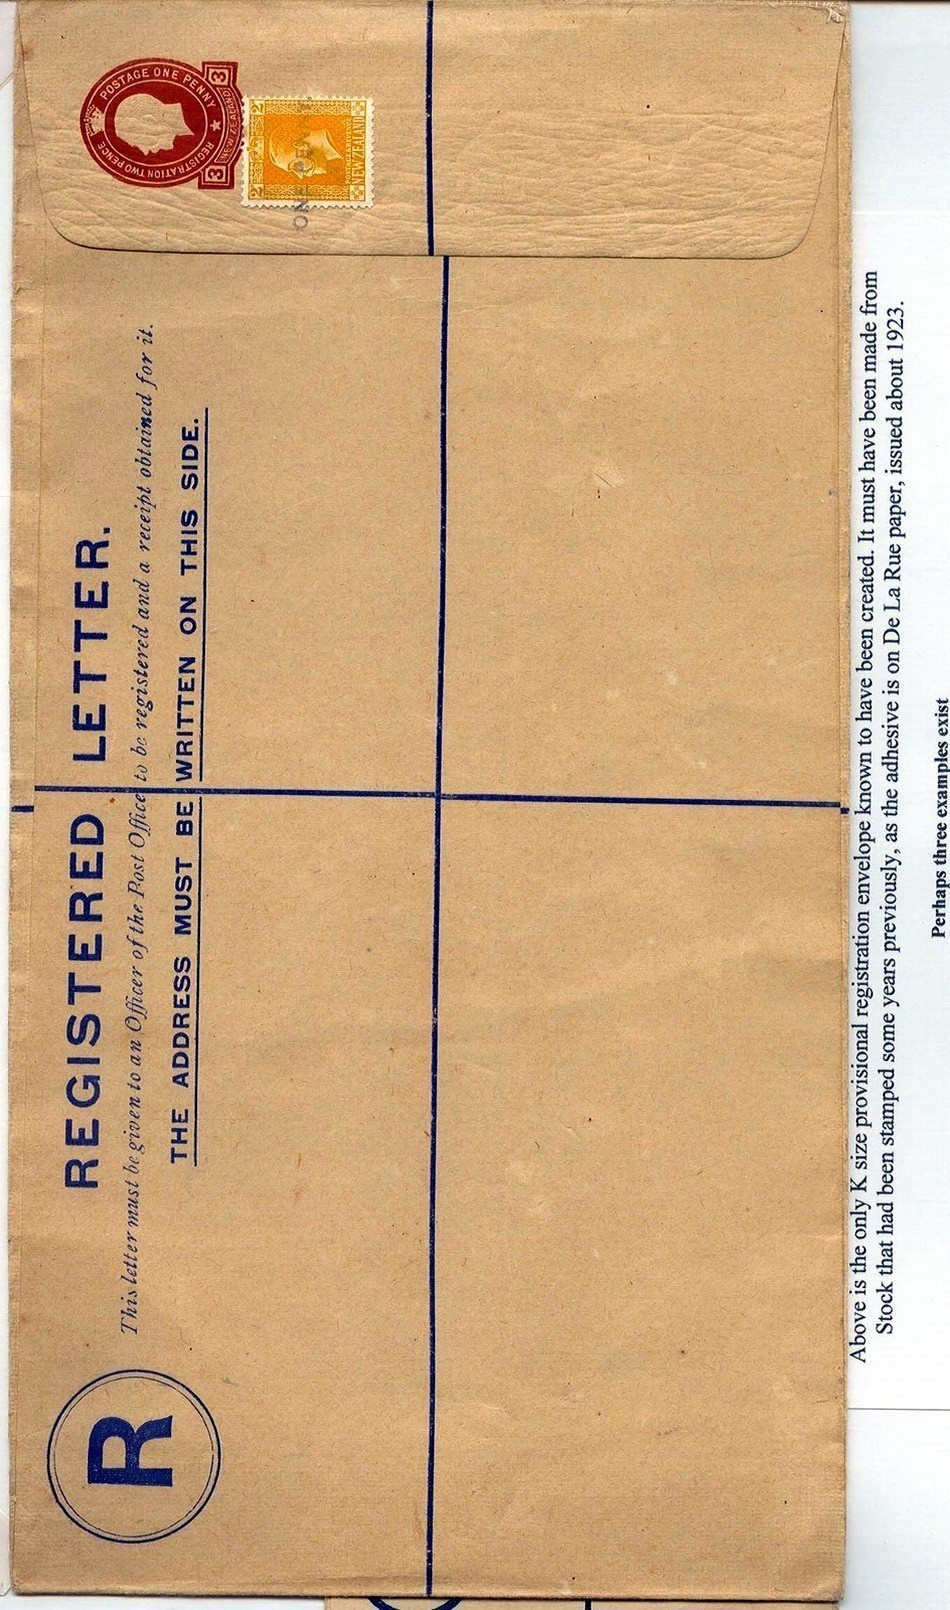 R
REGISTERED LETTER.
This letter must be given to an Officer of the Post Office to be registered and a receipt obtained for it.
THE ADDRESS MUST BE WRITTEN ON THIS SIDE.
POSTAGE ONE PENNY
REGISTRATION TWO PENCE
3 NEW ZEALAND 3
2 2
POSTAGE & REVENUE
NEW ZEALAND
ONE
Above is the only K size provisional registration envelope known to have been created. It must have been made from
Stock that had been stamped some years previously, as the adhesive is on De La Rue paper, issued about 1923.
Perhaps three examples exist